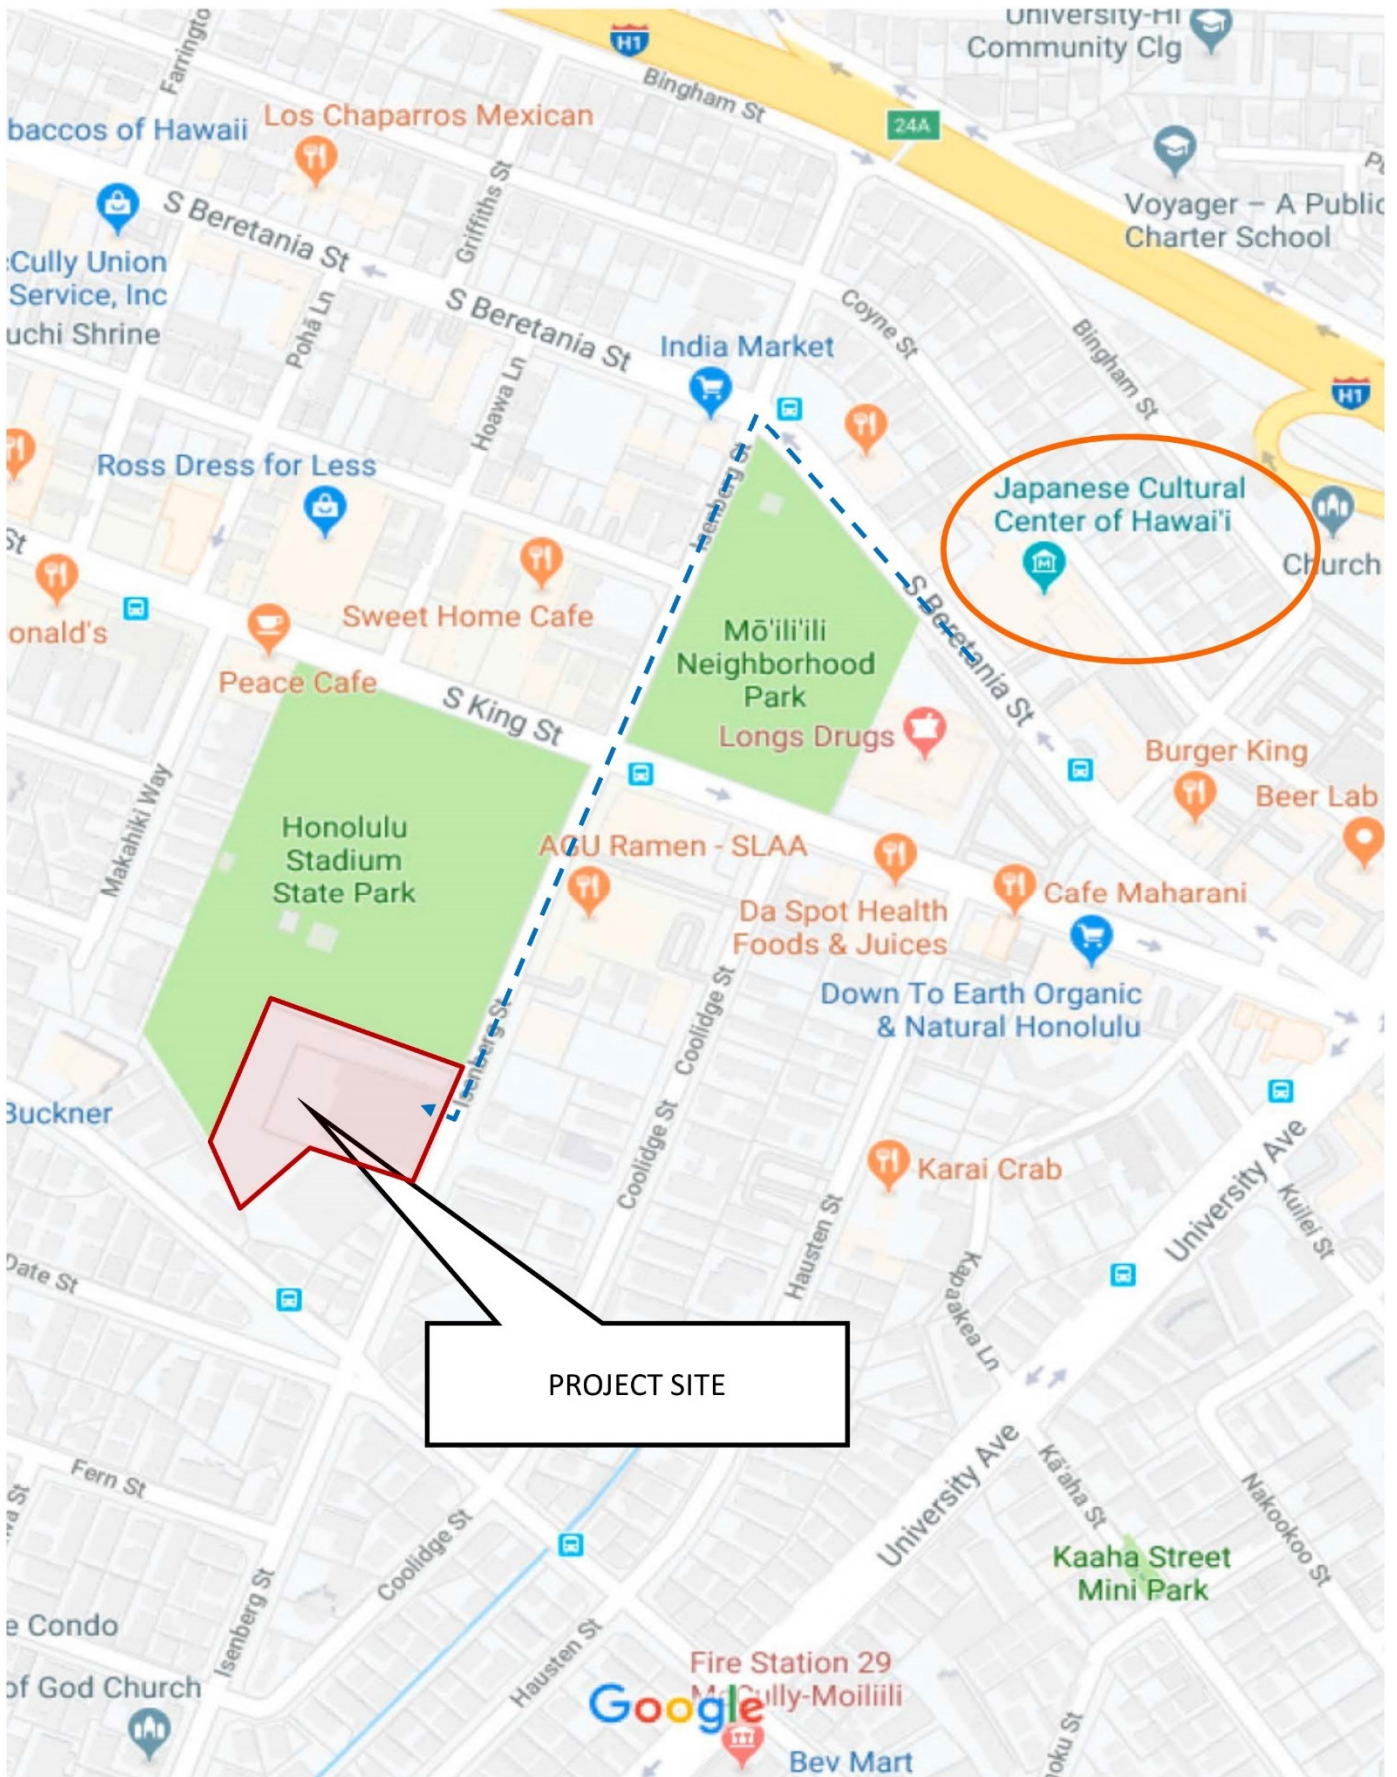 University-HI
Community Clg
H1
Farringto
Bingham St
24A
baccos of Hawaii
Los Chaparros Mexican
Voyager – A Public
Charter School
S Beretania St
Griffiths St
Cully Union
Service, Inc
uchi Shrine
Pohā Ln
S Beretania St
India Market
Coyne St
Bingham St
H1
Hoawa Ln
Ross Dress for Less
Isenberg St
Japanese Cultural
Center of Hawai'i
Church
St
onald's
Sweet Home Cafe
Peace Cafe
Mō'ili'ili
Neighborhood
Park
S Beretania St
S King St
Longs Drugs
Burger King
Beer Lab
Makahiki Way
Honolulu
Stadium
State Park
AGU Ramen - SLAA
Da Spot Health
Foods & Juices
Cafe Maharani
Down To Earth Organic
& Natural Honolulu
Isenberg St
Coolidge St
Buckner
Coolidge St
Karai Crab
University Ave
Kuilei St
Hausten St
Kapaakea Ln
Date St
PROJECT SITE
Fern St
Coolidge St
University Ave
Ka'aha St
Nakookoo St
Kaaha Street
Mini Park
e Condo
Isenberg St
Hausten St
of God Church
Fire Station 29
McCully-Moiliili
Google
Bev Mart
oku St